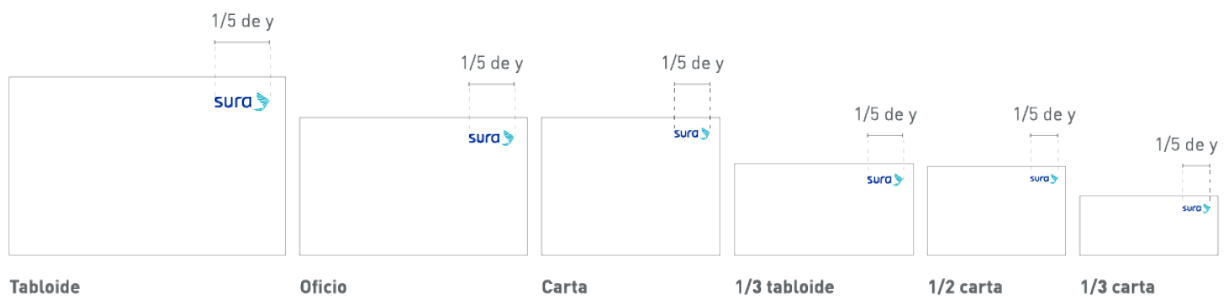 1/5 de y
sura
Tabloide
1/5 de y
sura
Oficio
1/5 de y
sura
Carta
1/5 de y
sura
1/3 tabloide
1/5 de y
sura
1/2 carta
1/5 de y
sura
1/3 carta